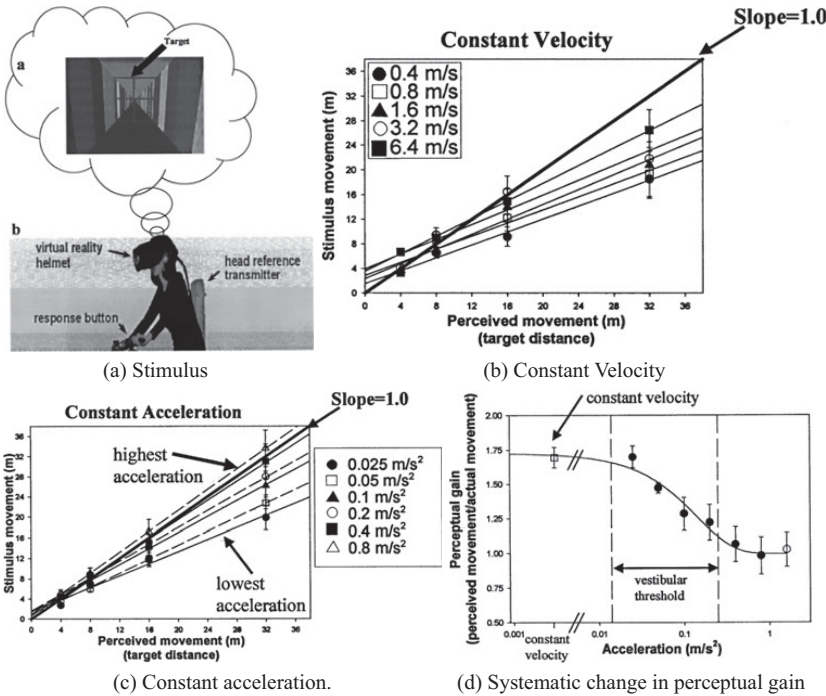 a
Target
b
virtual reality
helmet
head reference
transmitter
response button
(a) Stimulus
Constant Velocity
Slope=1.0
Stimulus movement (m)
38
36
32
28
24
20
16
12
8
4
0
0.4 m/s
0.8 m/s
1.6 m/s
3.2 m/s
6.4 m/s
0 4 8 12 16 20 24 28 32 36
Perceived movement (m)
(target distance)
(b) Constant Velocity
Constant Acceleration
Slope=1.0
Stimulus movement (m)
36
32
28
24
20
16
12
8
4
0
highest
acceleration
lowest
acceleration
0.025 m/s²
0.05 m/s²
0.1 m/s²
0.2 m/s²
0.4 m/s²
0.8 m/s²
0 4 8 12 16 20 24 28 32 36
Perceived movement (m)
(target distance)
(c) Constant acceleration.
constant velocity
Perceptual gain
(perceived movement/actual movement)
2.00
1.75
1.50
1.25
1.00
0.75
0.50
vestibular
threshold
0.001 0.01 0.1 1
constant
velocity
Acceleration (m/s²)
(d) Systematic change in perceptual gain